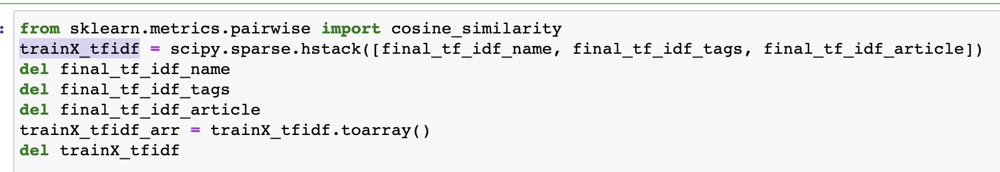 :
from sklearn.metrics.pairwise import cosine_similarity
trainX_tfidf = scipy.sparse.hstack([final_tf_idf_name, final_tf_idf_tags, final_tf_idf_article])
del final_tf_idf_name
del final_tf_idf_tags
del final_tf_idf_article
trainX_tfidf_arr = trainX_tfidf.toarray()
del trainX_tfidf